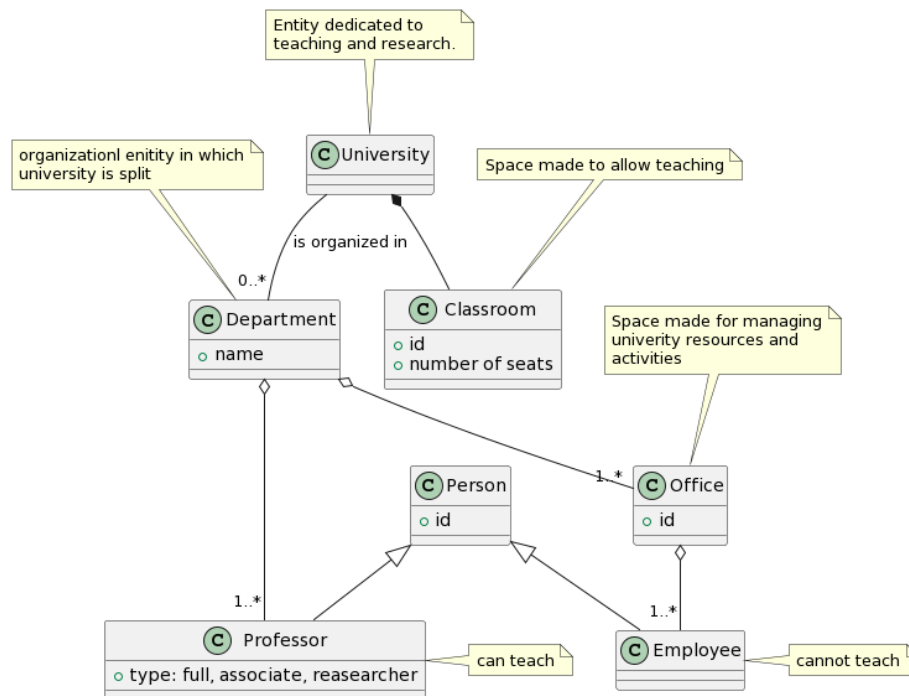 Entity dedicated to
teaching and research.
C University
organizationl enitity in which
university is split
Space made to allow teaching
is organized in
0..*
C Department
name
C Classroom
id
number of seats
Space made for managing
univerity resources and
activities
1..*
C Person
id
C Office
id
1..*
1..*
C Professor
type: full, associate, reasearcher
can teach
C Employee
cannot teach